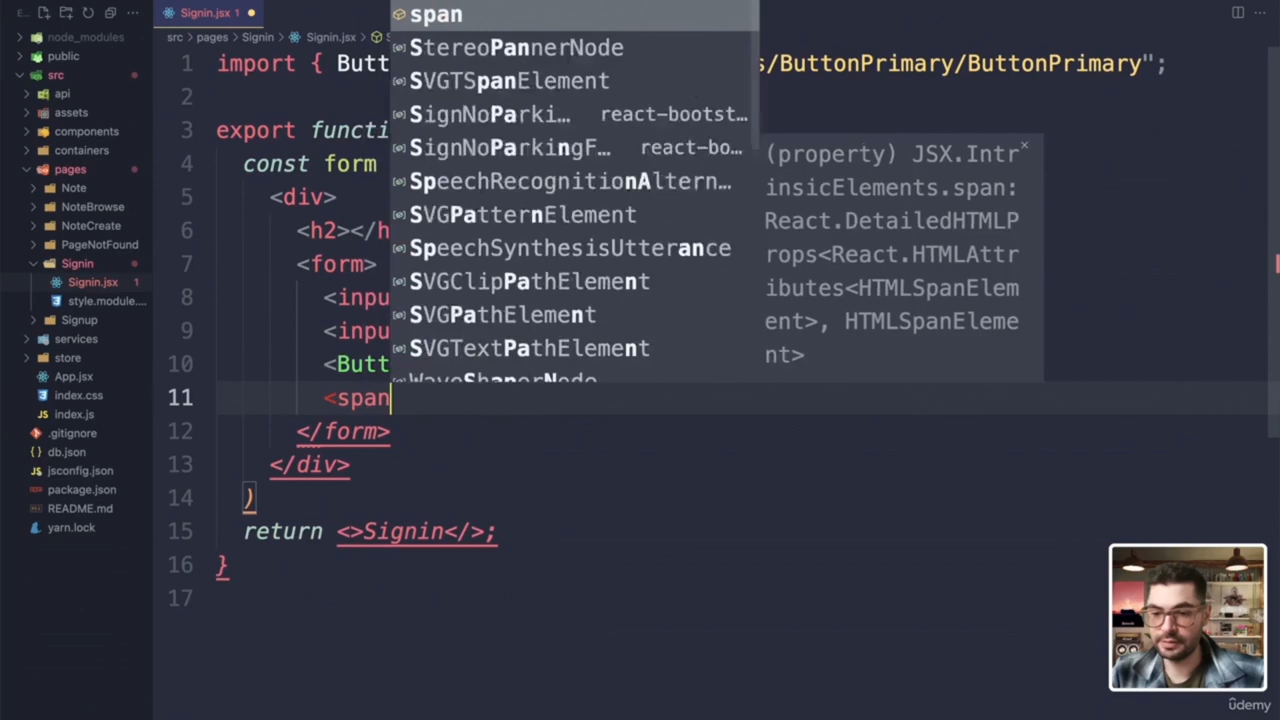 E...
Signin.jsx 1
node_modules
public
src
api
assets
components
containers
pages
Note
NoteBrowse
NoteCreate
PageNotFound
Signin
Signin.jsx 1
style.module....
Signup
services
store
App.jsx
index.css
index.js
.gitignore
db.json
jsconfig.json
package.json
README.md
yarn.lock
src > pages > Signin > Signin.jsx >
1 import { Butt s/ButtonPrimary/ButtonPrimary";
2
3 export functi
4 const form
5 <div>
6 <h2></h
7 <form>
8 <inpu
9 <inpu
10 <Butt
11 <span
12 </form>
13 </div>
14 )
15 return <>Signin</>;
16 }
17
span
StereoPannerNode
SVGTSpanElement
SignNoParki... react-bootst...
SignNoParkingF... react-bo...
SpeechRecognitionAltern...
SVGPatternElement
SpeechSynthesisUtterance
SVGClipPathElement
SVGPathElement
SVGTextPathElement
WaveShaperNode
(property) JSX.Intr
insicElements.span:
React.DetailedHTMLP
rops<React.HTMLAttr
ibutes<HTMLSpanElem
ent>, HTMLSpanEleme
nt>
ûdemy